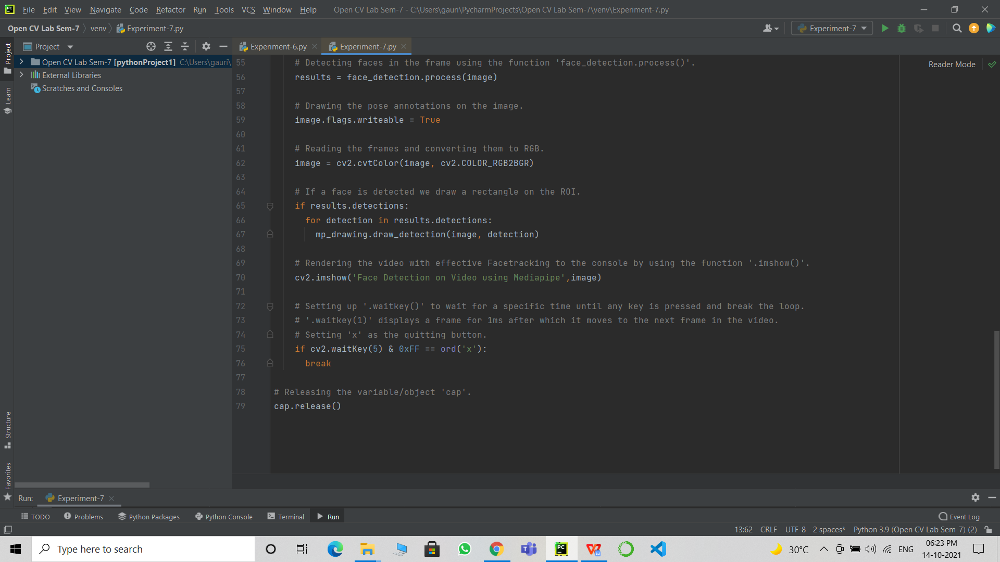 File Edit View Navigate Code Refactor Run Tools VCS Window Help Open CV Lab Sem-7 - C:\Users\gauri\PycharmProjects\Open CV Lab Sem-7\venv\Experiment-7.py
Open CV Lab Sem-7 venv Experiment-7.py Experiment-7
Project
Project
Experiment-6.py Experiment-7.py
Open CV Lab Sem-7 [pythonProject1] C:\Users\gauri\
External Libraries
Scratches and Consoles
Learn
Structure
Favorites
Reader Mode
55 # Detecting faces in the frame using the function 'face_detection.process()'.
56 results = face_detection.process(image)
57
58 # Drawing the pose annotations on the image.
59 image.flags.writeable = True
60
61 # Reading the frames and converting them to RGB.
62 image = cv2.cvtColor(image, cv2.COLOR_RGB2BGR)
63
64 # If a face is detected we draw a rectangle on the ROI.
65 if results.detections:
66 for detection in results.detections:
67 mp_drawing.draw_detection(image, detection)
68
69 # Rendering the video with effective Facetracking to the console by using the function '.imshow()'.
70 cv2.imshow('Face Detection on Video using Mediapipe',image)
71
72 # Setting up '.waitkey()' to wait for a specific time until any key is pressed and break the loop.
73 # '.waitkey(1)' displays a frame for 1ms after which it moves to the next frame in the video.
74 # Setting 'x' as the quitting button.
75 if cv2.waitKey(5) & 0xFF == ord('x'):
76 break
77
78 # Releasing the variable/object 'cap'.
79 cap.release()
Run: Experiment-7
TODO Problems Python Packages Python Console Terminal Run Event Log
13:62 CRLF UTF-8 2 spaces* Python 3.9 (Open CV Lab Sem-7) (2)
Type here to search
30°C ENG
06:23 PM
14-10-2021